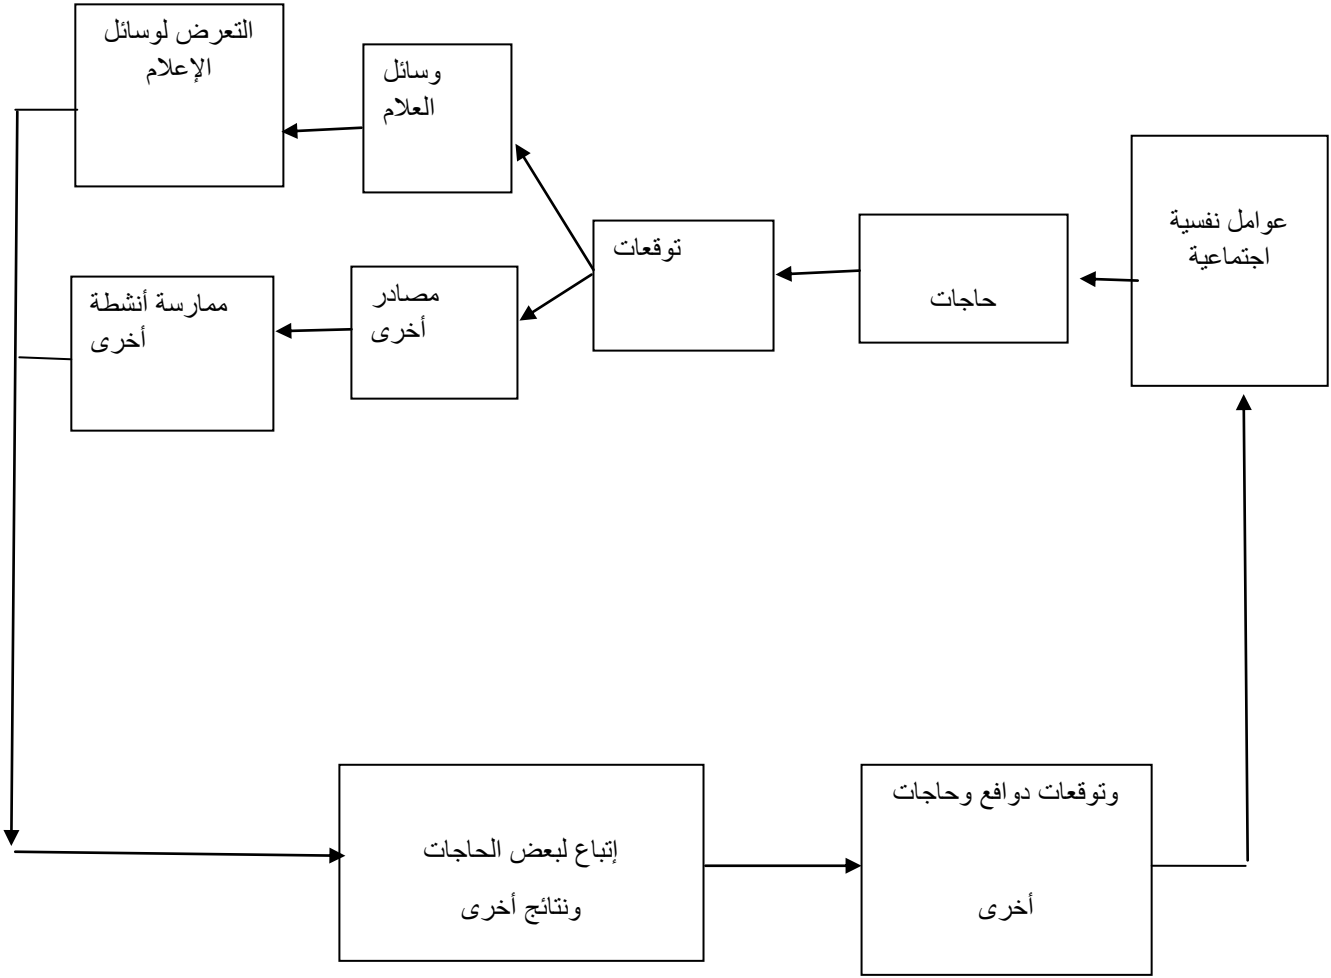 عوامل نفسية
اجتماعية
حاجات
توقعات
وسائل
العلام
التعرض لوسائل
الإعلام
مصادر
أخرى
ممارسة أنشطة
أخرى
إتباع لبعض الحاجات
ونتائج أخرى
وتوقعات دوافع وحاجات
أخرى